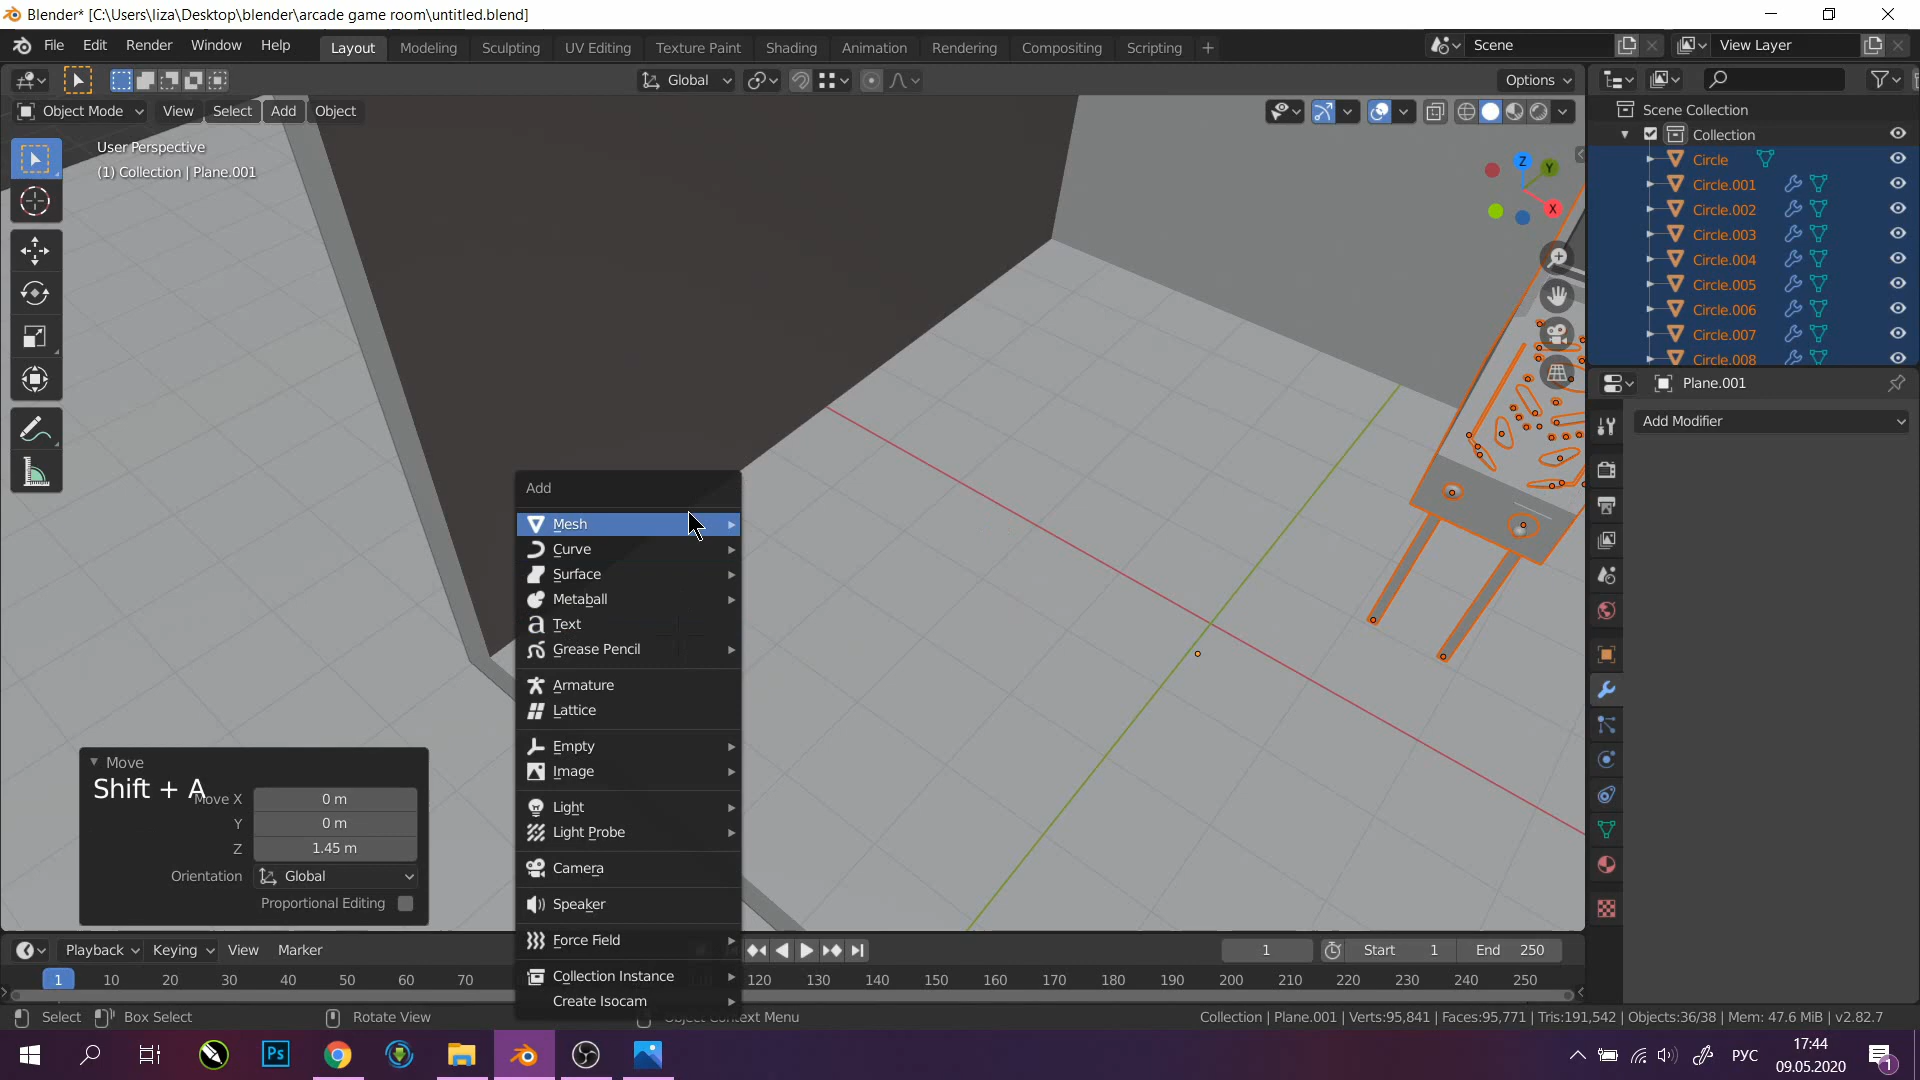 Blender* [C:\Users\liza\Desktop\blender\arcade game room\untitled.blend]
File Edit Render Window Help Layout Modeling Sculpting UV Editing Texture Paint Shading Animation Rendering Compositing Scripting + Scene View Layer
Global Options
Object Mode View Select Add Object
Scene Collection
Collection
User Perspective
(1) Collection | Plane.001
Circle
Circle.001
Circle.002
Circle.003
Circle.004
Circle.005
Circle.006
Circle.007
Circle.008
Z
Y
X
Plane.001
Add Modifier
Add
Mesh
Curve
Surface
Metaball
Text
Grease Pencil
Armature
Lattice
Empty
Image
Light
Light Probe
Camera
Speaker
Force Field
Collection Instance
Create Isocam
Move
Shift + A
Move X 0 m
Y 0 m
Z 1.45 m
Orientation Global
Proportional Editing
Playback Keying View Marker 1 Start 1 End 250
1 10 20 30 40 50 60 70 120 130 140 150 160 170 180 190 200 210 220 230 240 250
Select Box Select Rotate View Object Context Menu Collection | Plane.001 | Verts:95,841 | Faces:95,771 | Tris:191,542 | Objects:36/38 | Mem: 47.6 MiB | v2.82.7
Ps РУС 17:44
09.05.2020
1